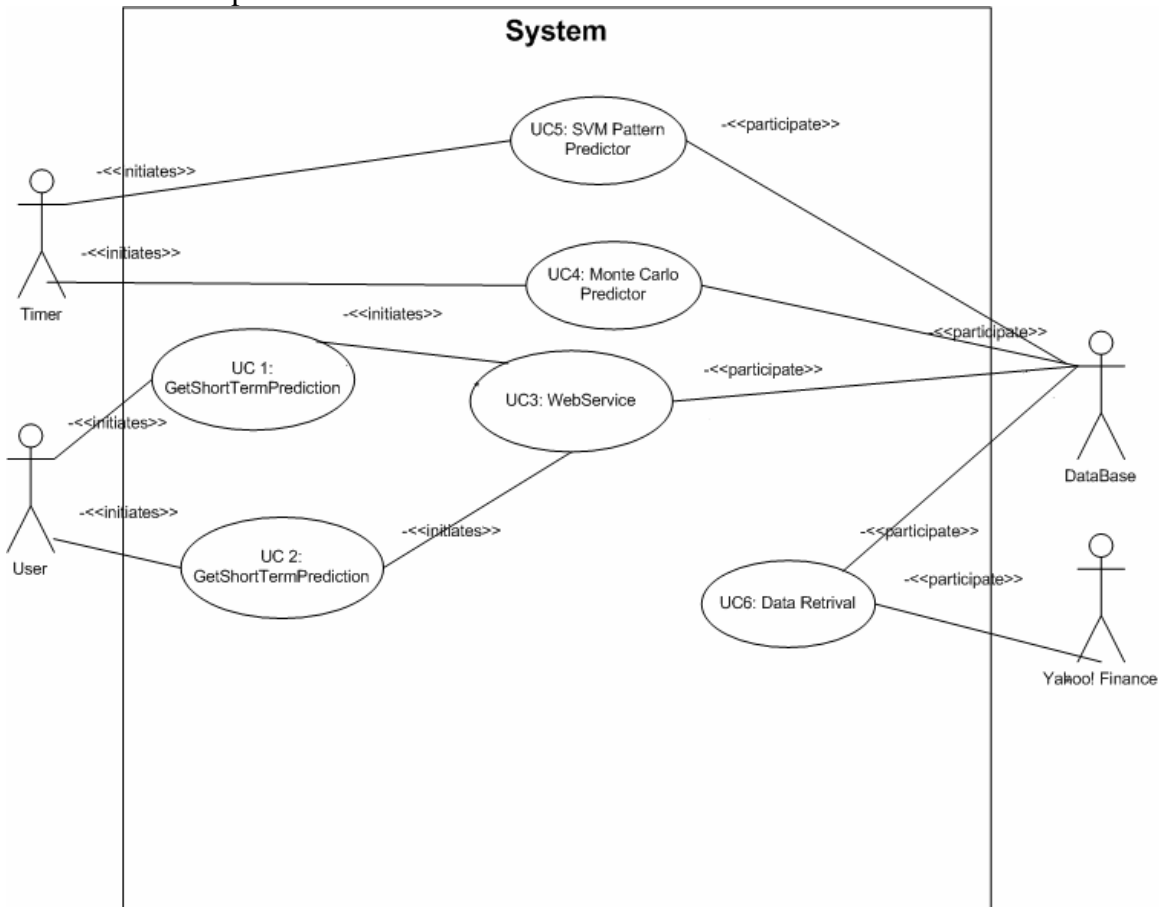 System
UC5: SVM Pattern
Predictor
-<<participate>>
-<<initiates>>
-<<initiates>>
UC4: Monte Carlo
Predictor
Timer
-<<initiates>>
-<<participate>>
UC 1:
GetShortTermPrediction
UC3: WebService
-<<participate>>
-<<initiates>>
DataBase
-<<initiates>>
-<<initiates>>
-<<participate>>
User
UC 2:
GetShortTermPrediction
-<<participate>>
UC6: Data Retrival
Yahoo! Finance